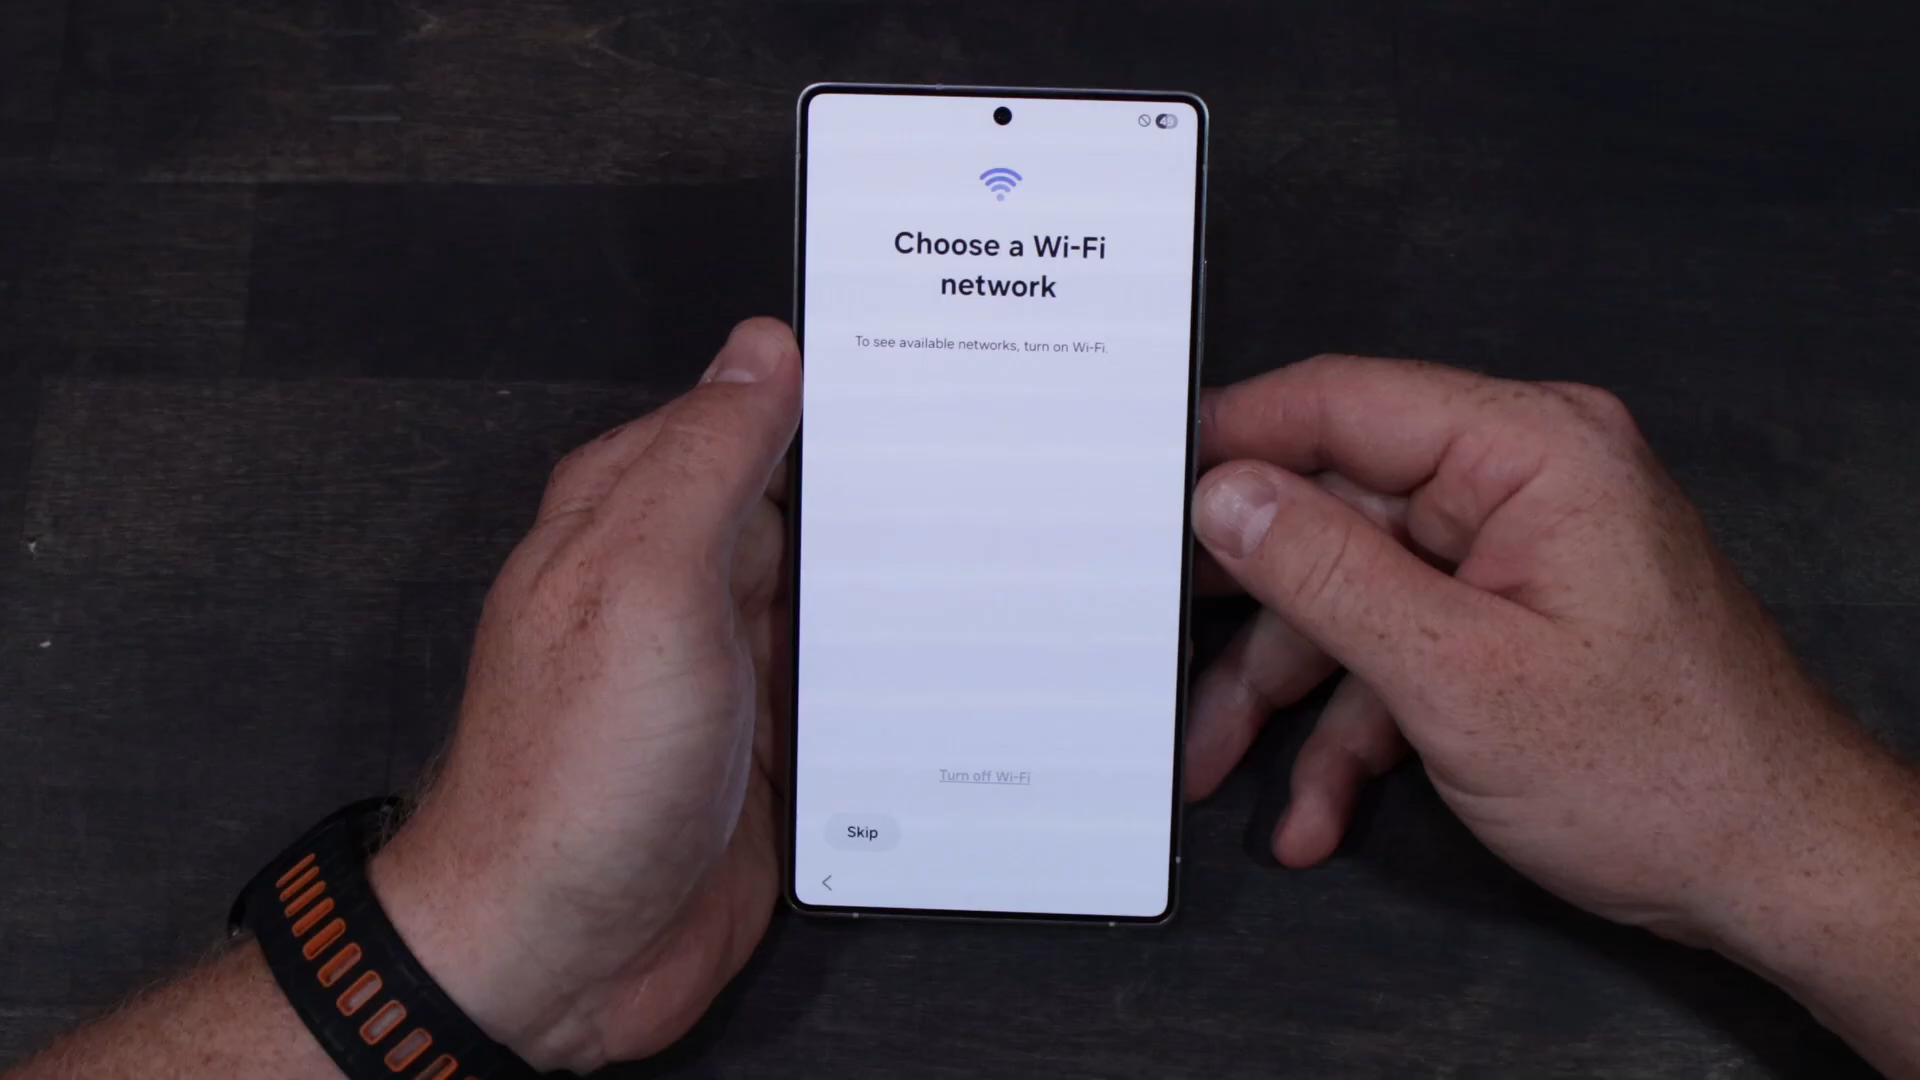 Choose a Wi-Fi
network
To see available networks, turn on Wi-Fi.
Turn off Wi-Fi
Skip